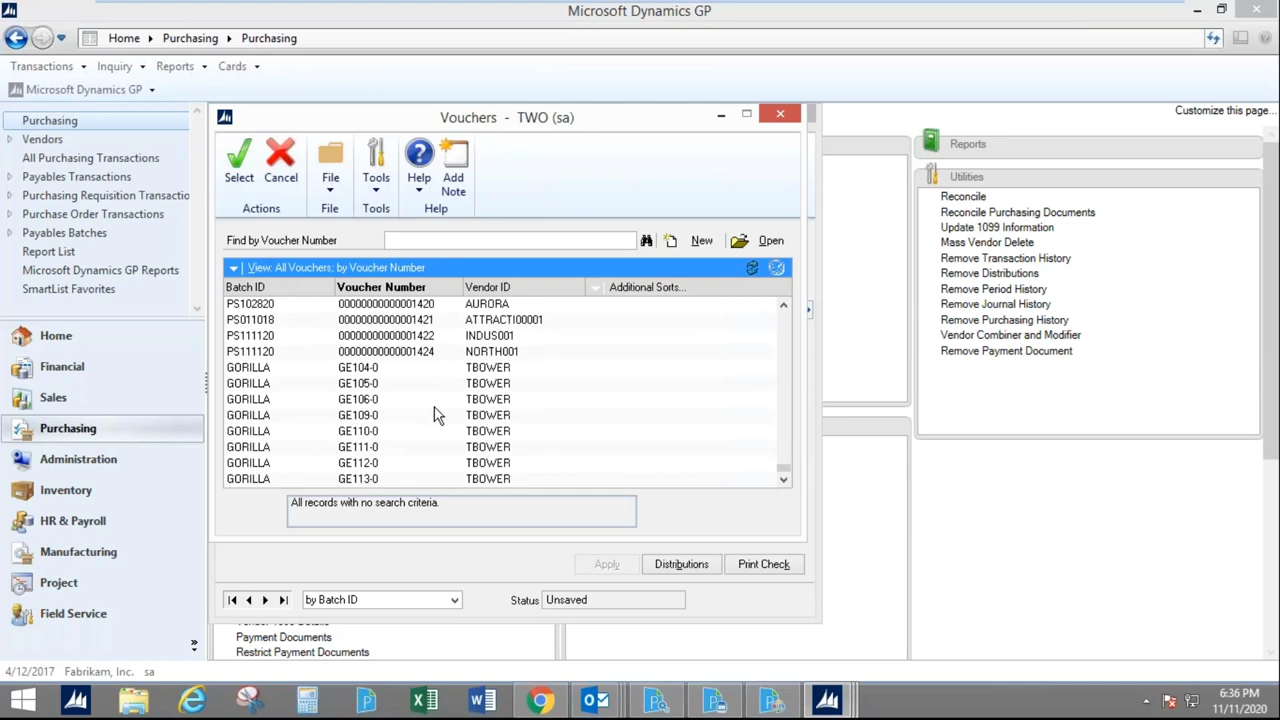 Microsoft Dynamics GP
Home Purchasing Purchasing
Transactions Inquiry Reports Cards
Microsoft Dynamics GP
Customize this page...
Purchasing
Vendors
All Purchasing Transactions
Payables Transactions
Purchasing Requisition Transactio
Purchase Order Transactions
Payables Batches
Report List
Microsoft Dynamics GP Reports
SmartList Favorites
Home
Financial
Sales
Purchasing
Administration
Inventory
HR & Payroll
Manufacturing
Project
Field Service
Vouchers - TWO (sa)
Select Cancel File Tools Help Add Note
Actions File Tools Help
Find by Voucher Number New Open
View: All Vouchers; by Voucher Number
Batch ID Voucher Number Vendor ID Additional Sorts...
PS102820 00000000000001420 AURORA
PS011018 00000000000001421 ATTRACTI00001
PS111120 00000000000001422 INDUS001
PS111120 00000000000001424 NORTH001
GORILLA GE104-0 TBOWER
GORILLA GE105-0 TBOWER
GORILLA GE106-0 TBOWER
GORILLA GE109-0 TBOWER
GORILLA GE110-0 TBOWER
GORILLA GE111-0 TBOWER
GORILLA GE112-0 TBOWER
GORILLA GE113-0 TBOWER
All records with no search criteria.
Apply Distributions Print Check
by Batch ID Status Unsaved
Payment Documents
Restrict Payment Documents
Reports
Utilities
Reconcile
Reconcile Purchasing Documents
Update 1099 Information
Mass Vendor Delete
Remove Transaction History
Remove Distributions
Remove Period History
Remove Journal History
Remove Purchasing History
Vendor Combiner and Modifier
Remove Payment Document
4/12/2017 Fabrikam, Inc. sa
6:36 PM
11/11/2020